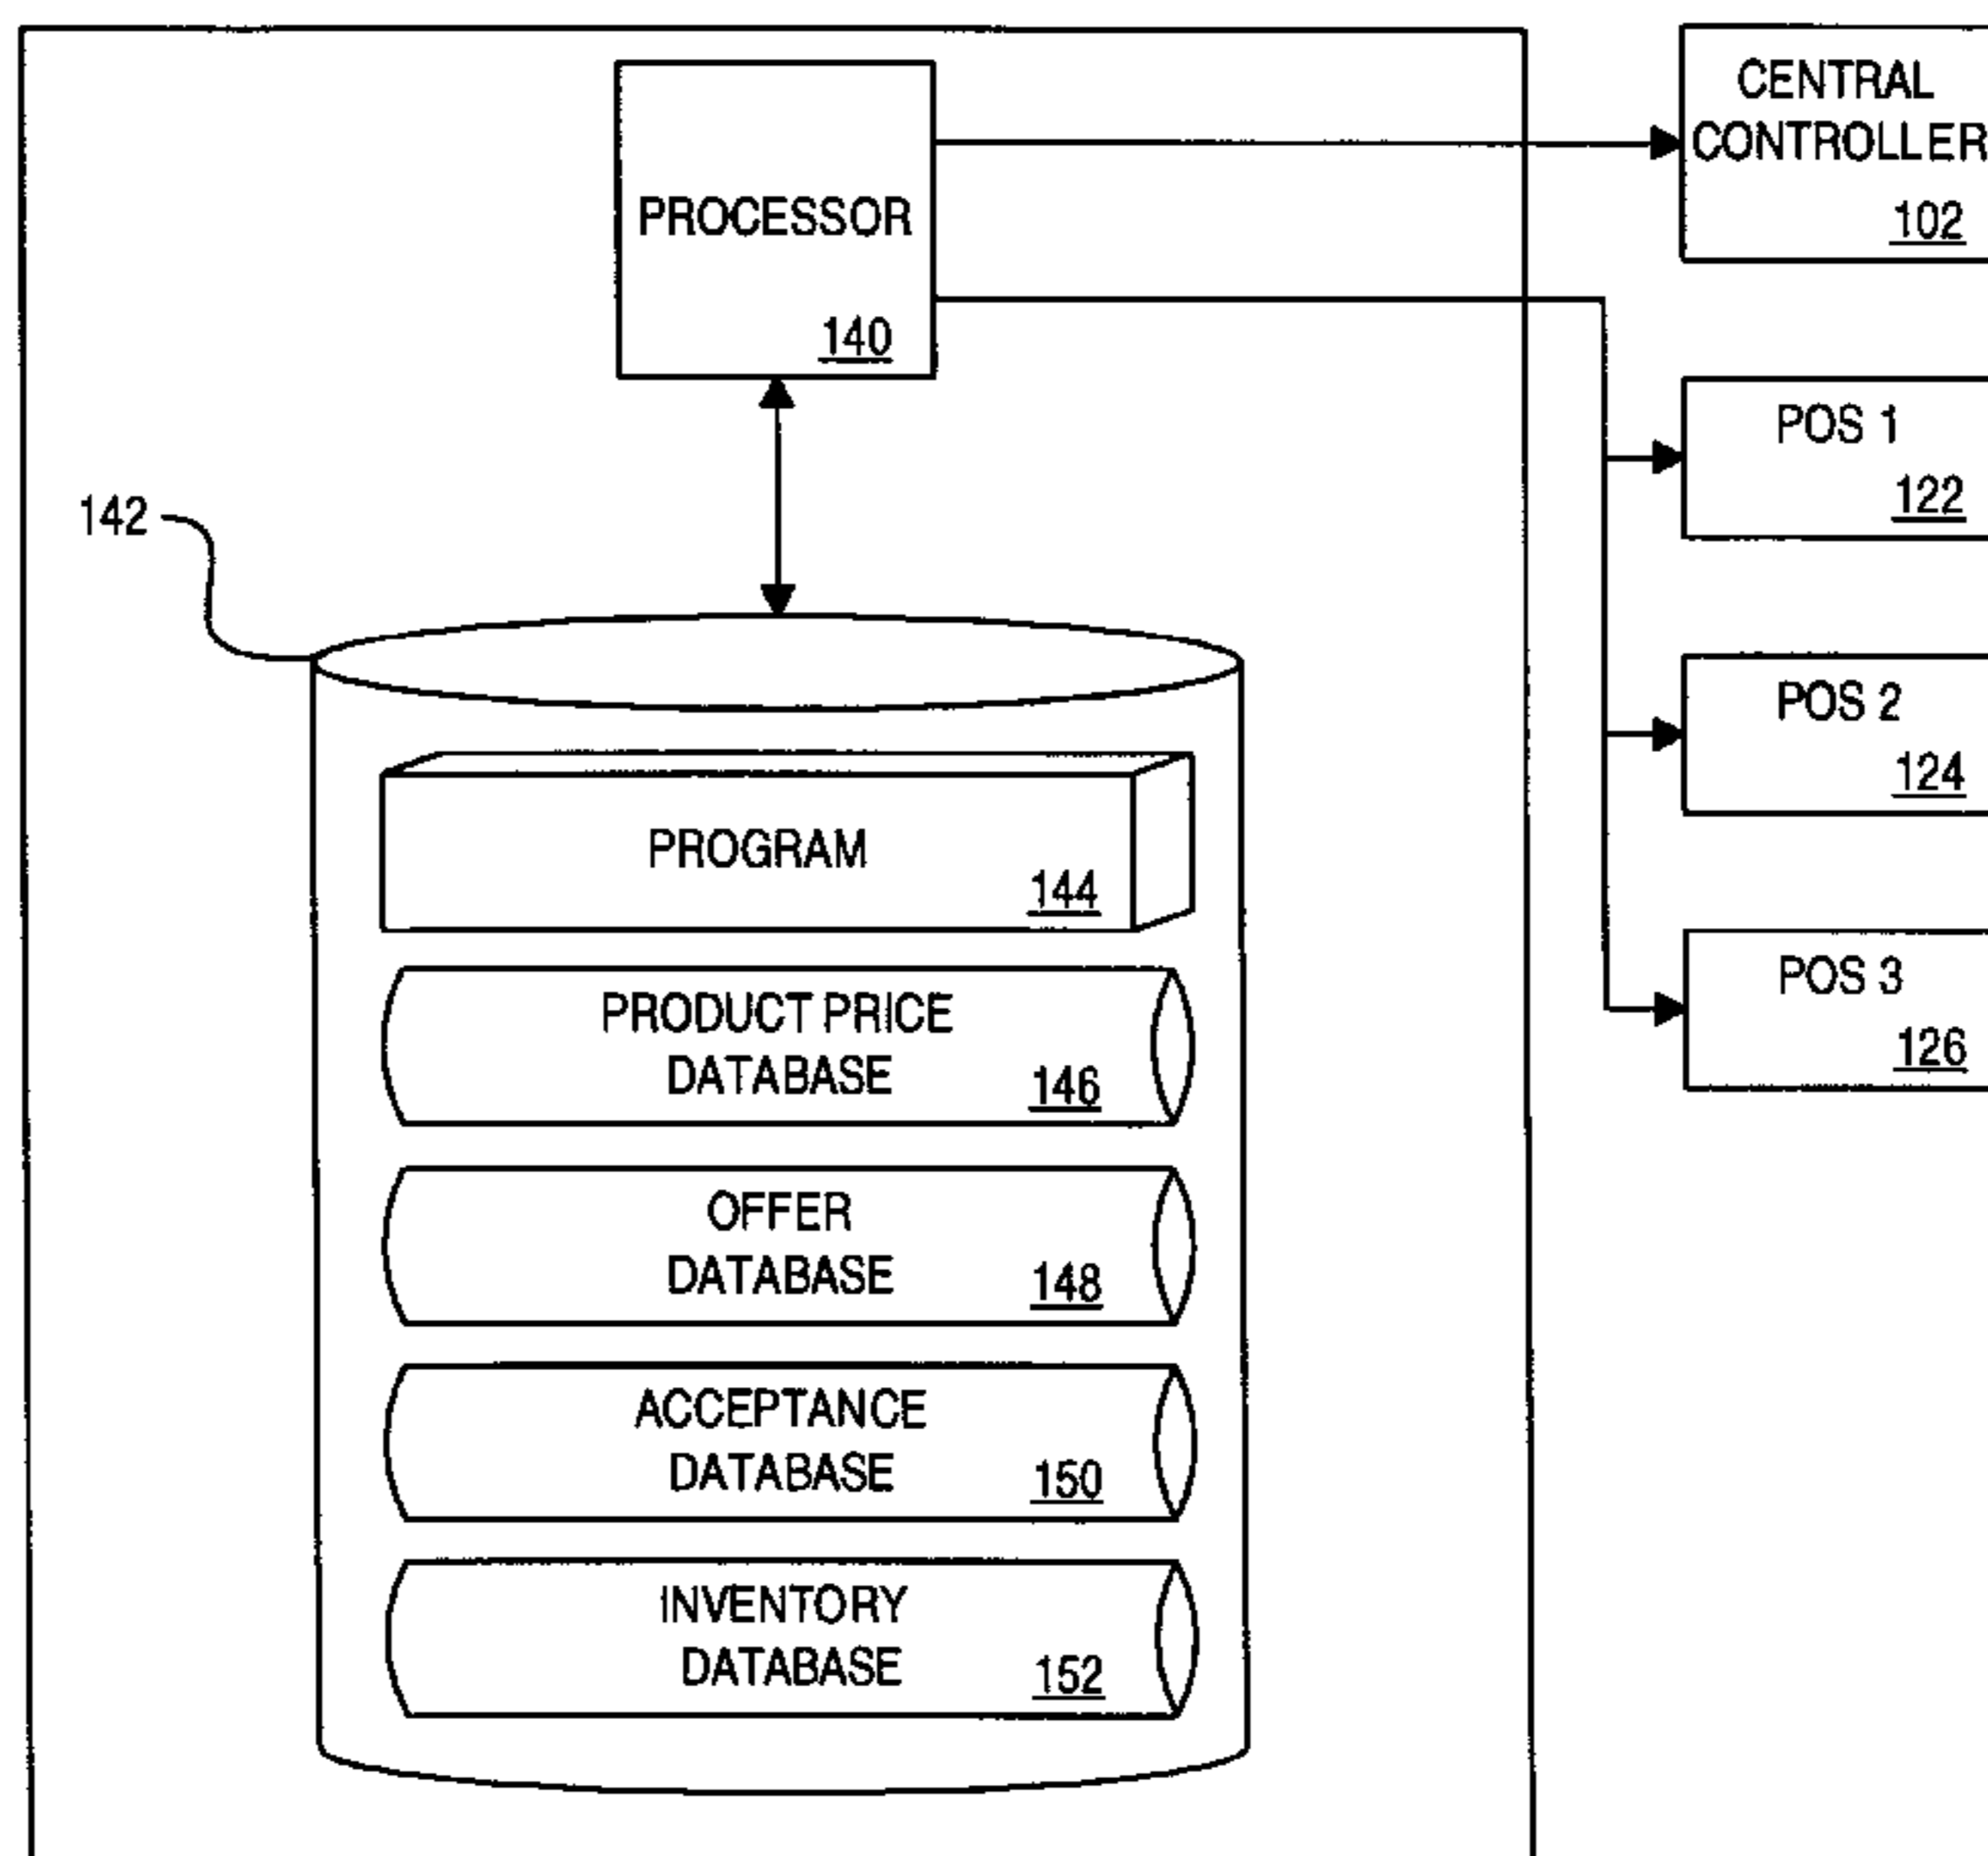 PROCESSOR
140
CENTRAL
CONTROLLER
102
POS 1
122
POS 2
124
POS 3
126
142
PROGRAM
144
PRODUCT PRICE
DATABASE
146
OFFER
DATABASE
148
ACCEPTANCE
DATABASE
150
INVENTORY
DATABASE
152